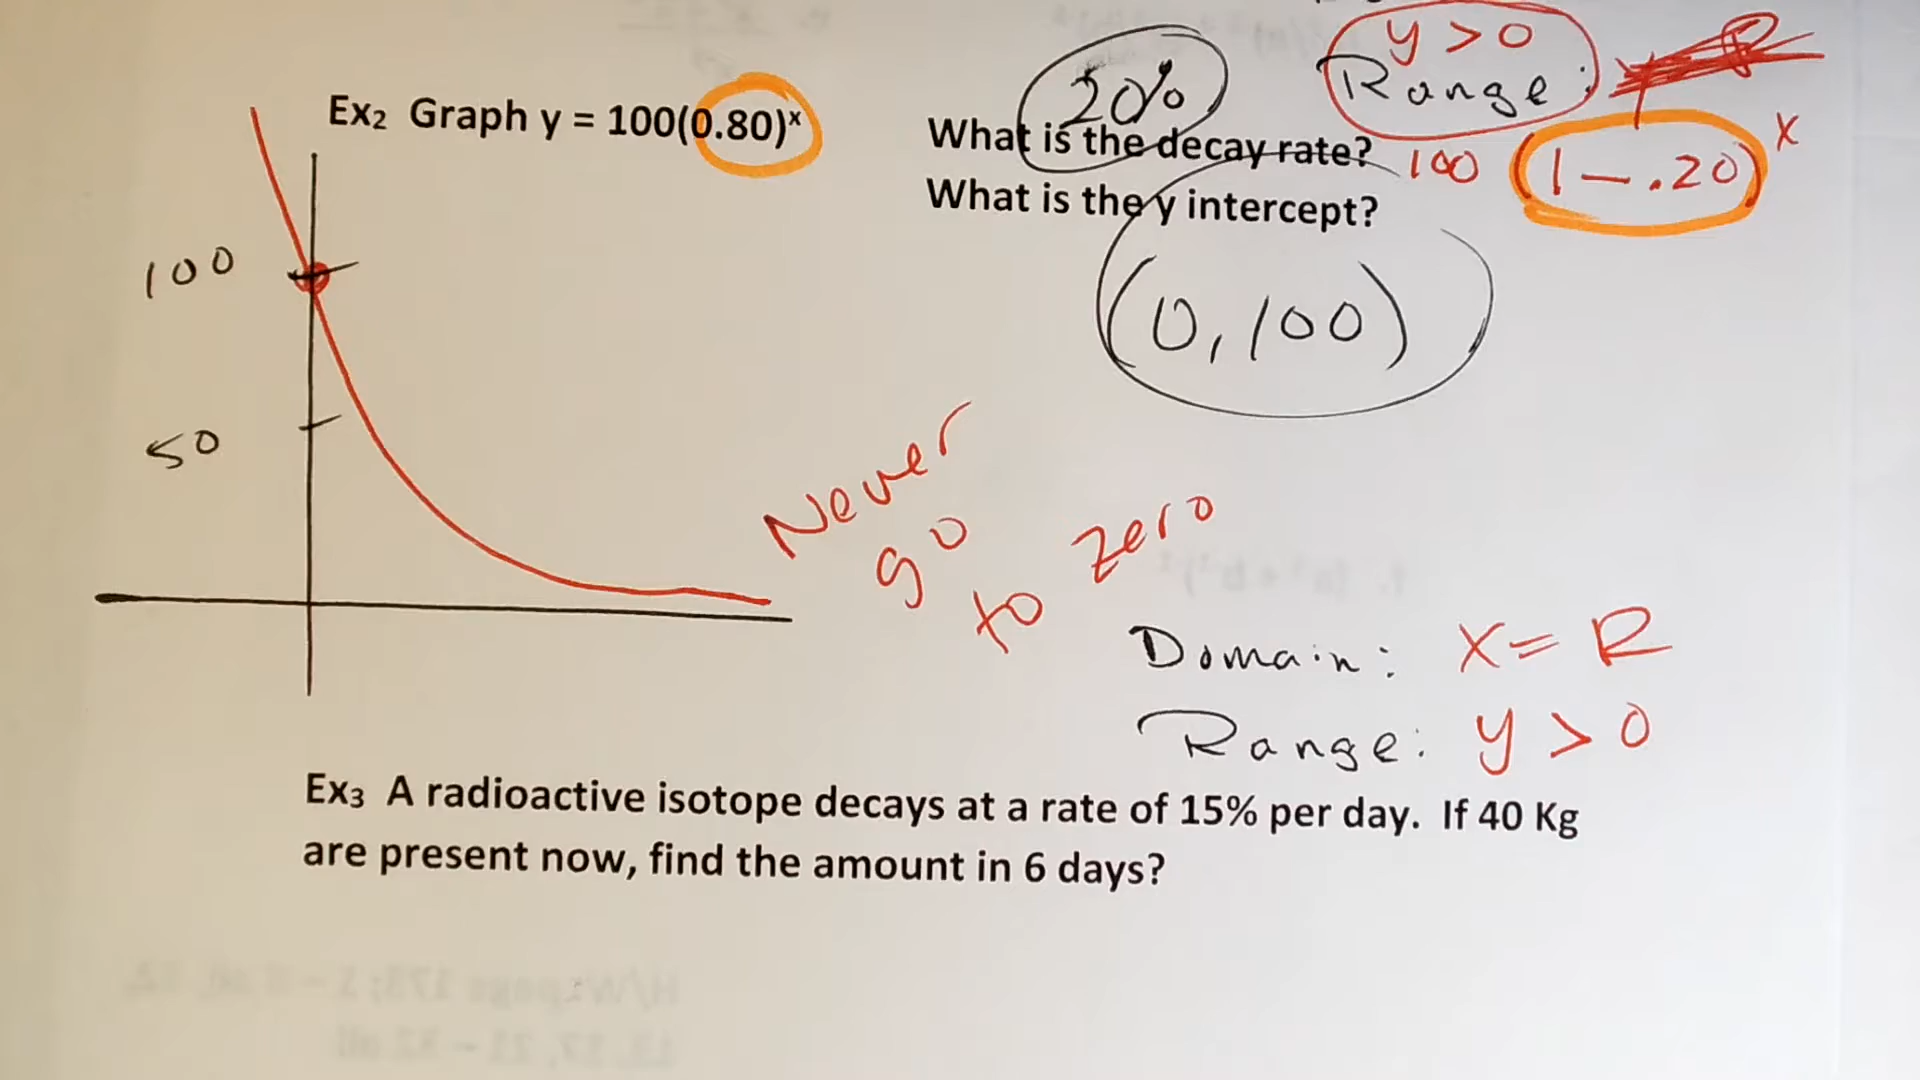 y > 0
Range:
20%
Ex2 Graph y = 100(0.80)ˣ
What is the decay rate? 100 (1 - .20)ˣ
What is the y intercept?
100
(0, 100)
50
Never
go
to zero
Domain: x = R
Range: y > 0
Ex3 A radioactive isotope decays at a rate of 15% per day. If 40 Kg
are present now, find the amount in 6 days?